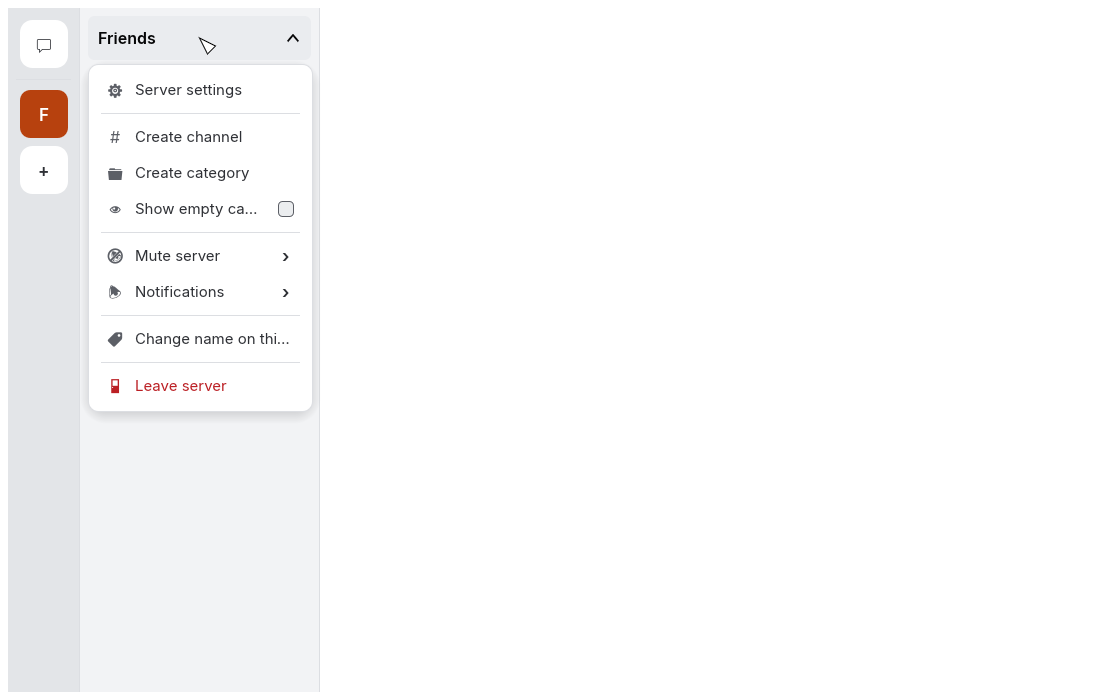 Friends
F
+
Server settings
# Create channel
Create category
Show empty ca...
Mute server
Notifications
Change name on thi...
Leave server